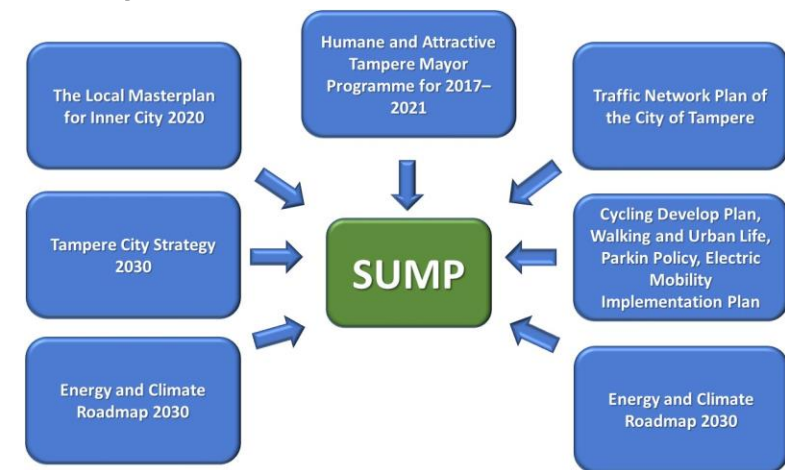 Humane and Attractive
Tampere Mayor
Programme for 2017–
2021
The Local Masterplan
for Inner City 2020
Traffic Network Plan of
the City of Tampere
Tampere City Strategy
2030
SUMP
Cycling Develop Plan,
Walking and Urban Life,
Parkin Policy, Electric
Mobility
Implementation Plan
Energy and Climate
Roadmap 2030
Energy and Climate
Roadmap 2030